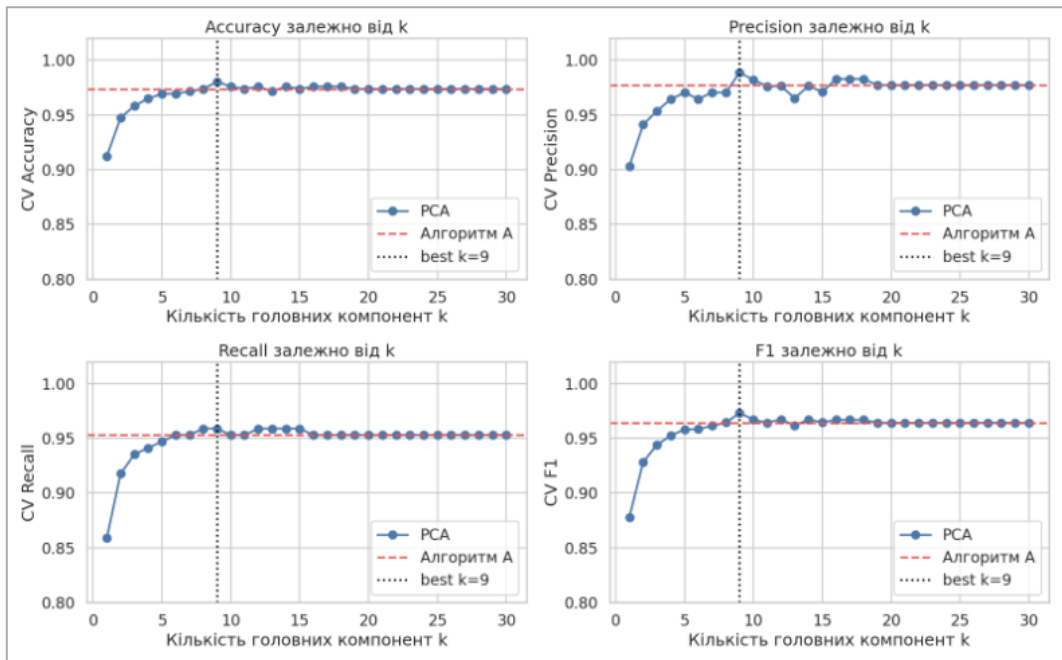 Accuracy залежно від k
CV Accuracy
1.00
0.95
0.90
0.85
0.80
PCA
Алгоритм A
best k=9
0 5 10 15 20 25 30
Кількість головних компонент k
Precision залежно від k
CV Precision
1.00
0.95
0.90
0.85
0.80
PCA
Алгоритм A
best k=9
0 5 10 15 20 25 30
Кількість головних компонент k
Recall залежно від k
CV Recall
1.00
0.95
0.90
0.85
0.80
PCA
Алгоритм A
best k=9
0 5 10 15 20 25 30
Кількість головних компонент k
F1 залежно від k
CV F1
1.00
0.95
0.90
0.85
0.80
PCA
Алгоритм A
best k=9
0 5 10 15 20 25 30
Кількість головних компонент k